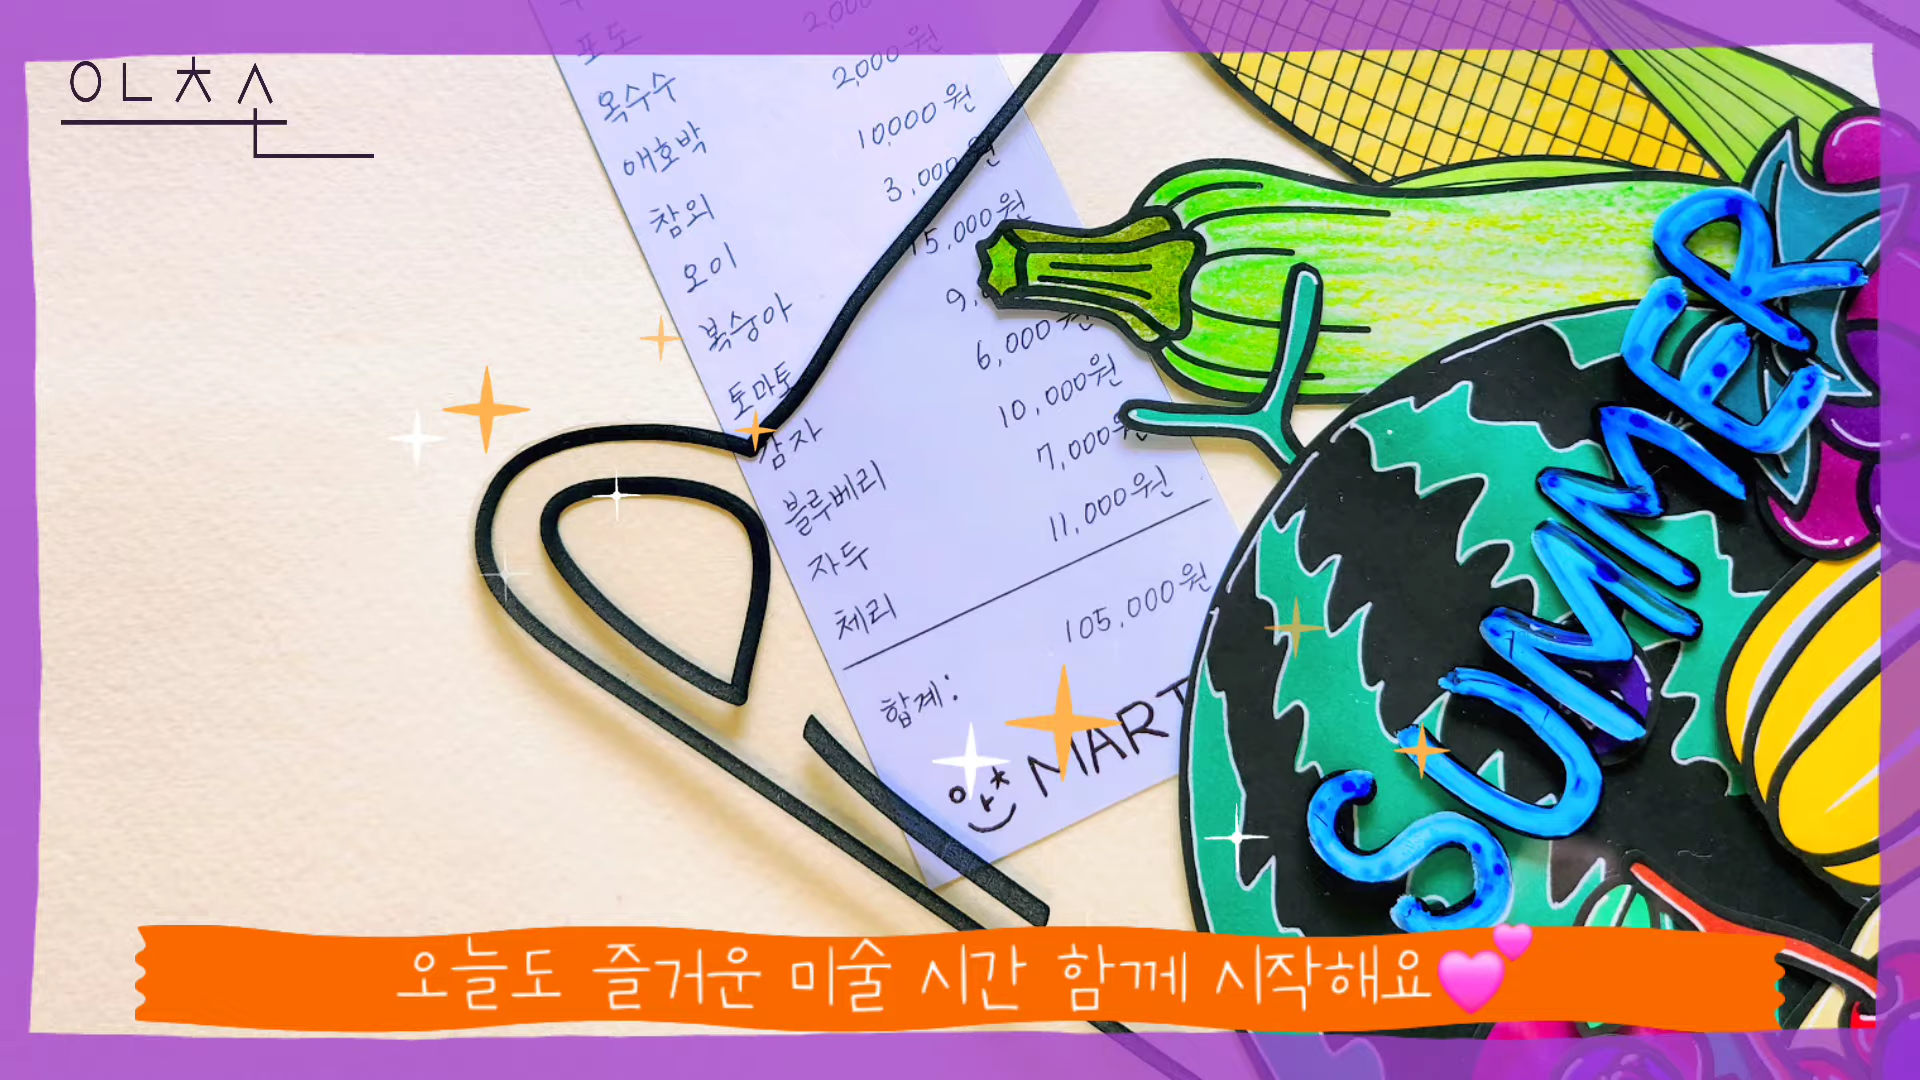 포도
옥수수 2,000
애호박 2,000원
참외 10,000원
오이 3,000원
복숭아 15,000원
토마토
감자 6,000원
블루베리 10,000원
자두 7,000원
체리 11,000원
합계: 105,000원
MART
SUMMER
오늘도 즐거운 미술 시간 함께 시작해요💕